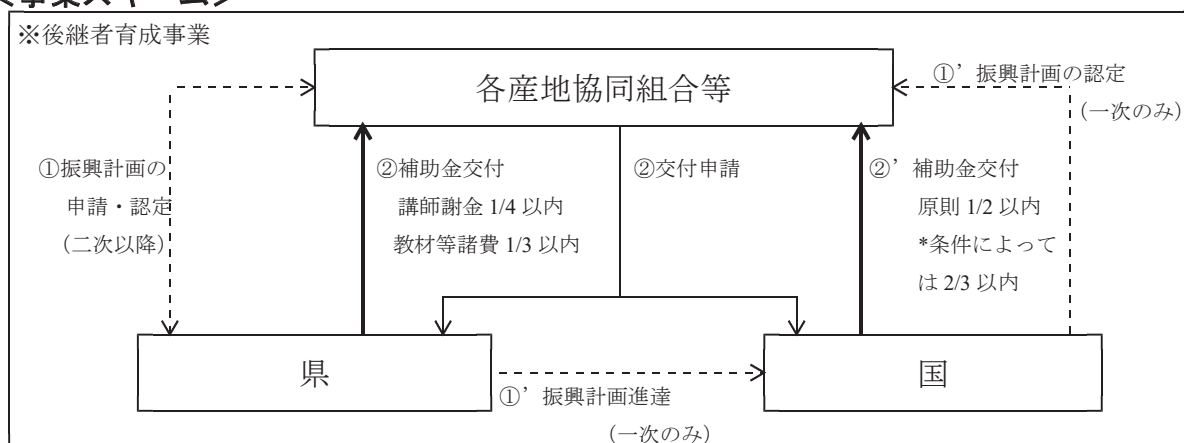 ＜事業スキーム＞
※後継者育成事業
各産地協同組合等
①’振興計画の認定
（一次のみ）
①振興計画の
申請・認定
（二次以降）
②補助金交付
講師謝金 1/4 以内
教材等諸費 1/3 以内
②交付申請
②’補助金交付
原則 1/2 以内
*条件によって
は 2/3 以内
県
国
①’振興計画進達
（一次のみ）